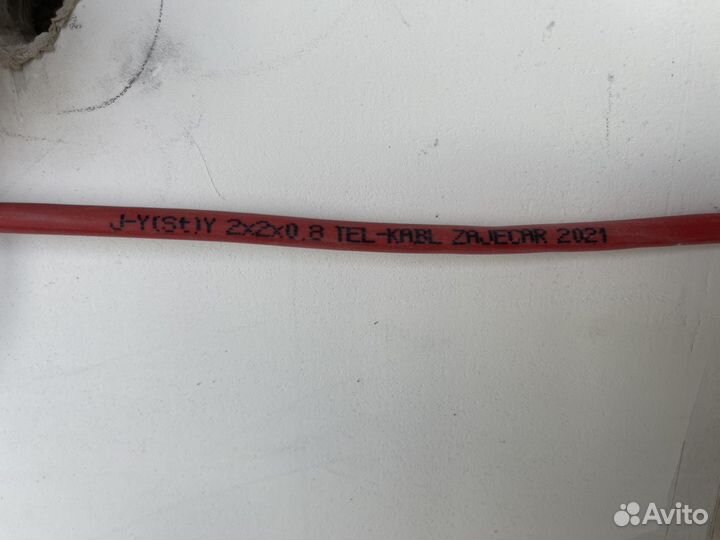 J-Y(St)Y 2x2x0.8 TEL-KABL ZAJECAR 2021
Avito